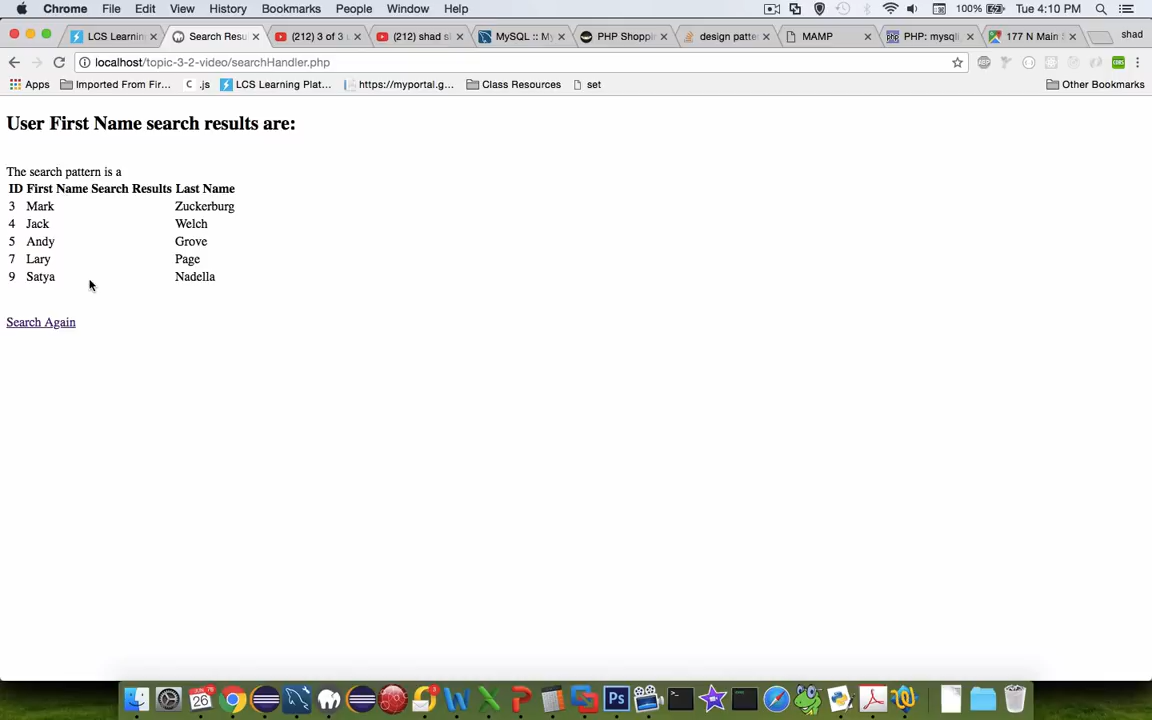 Chrome File Edit View History Bookmarks People Window Help 100% Tue 4:10 PM
LCS Learnin Search Resu (212) 3 of 3 (212) shad s MySQL :: M PHP Shoppi design patte MAMP PHP: mysql 177 N Main shad
localhost/topic-3-2-video/searchHandler.php
Apps Imported From Fir... C .js LCS Learning Plat... https://myportal.g... Class Resources set Other Bookmarks
User First Name search results are:
The search pattern is a
ID First Name Search Results Last Name
3 Mark Zuckerburg
4 Jack Welch
5 Andy Grove
7 Lary Page
9 Satya Nadella
Search Again